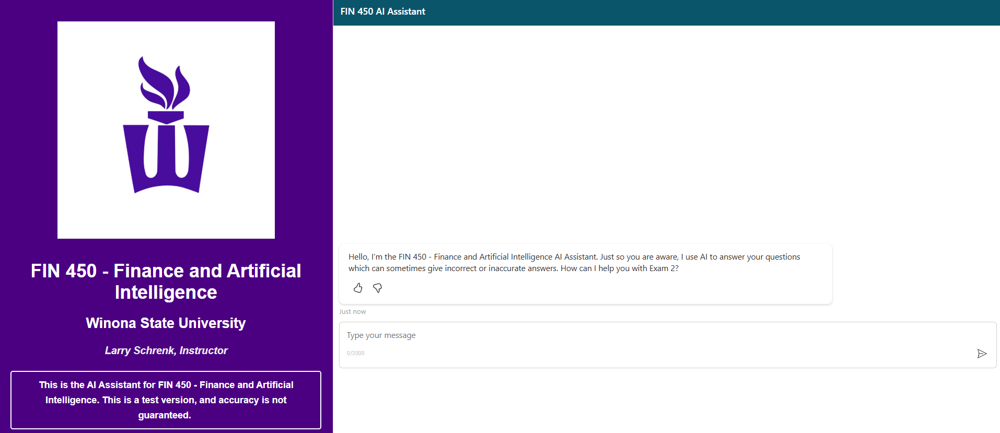 FIN 450 - Finance and Artificial
Intelligence
Winona State University
Larry Schrenk, Instructor
This is the AI Assistant for FIN 450 - Finance and Artificial
Intelligence. This is a test version, and accuracy is not
guaranteed.
FIN 450 AI Assistant
Hello, I'm the FIN 450 - Finance and Artificial Intelligence AI Assistant. Just so you are aware, I use AI to answer your questions
which can sometimes give incorrect or inaccurate answers. How can I help you with Exam 2?
Just now
Type your message
0/2000